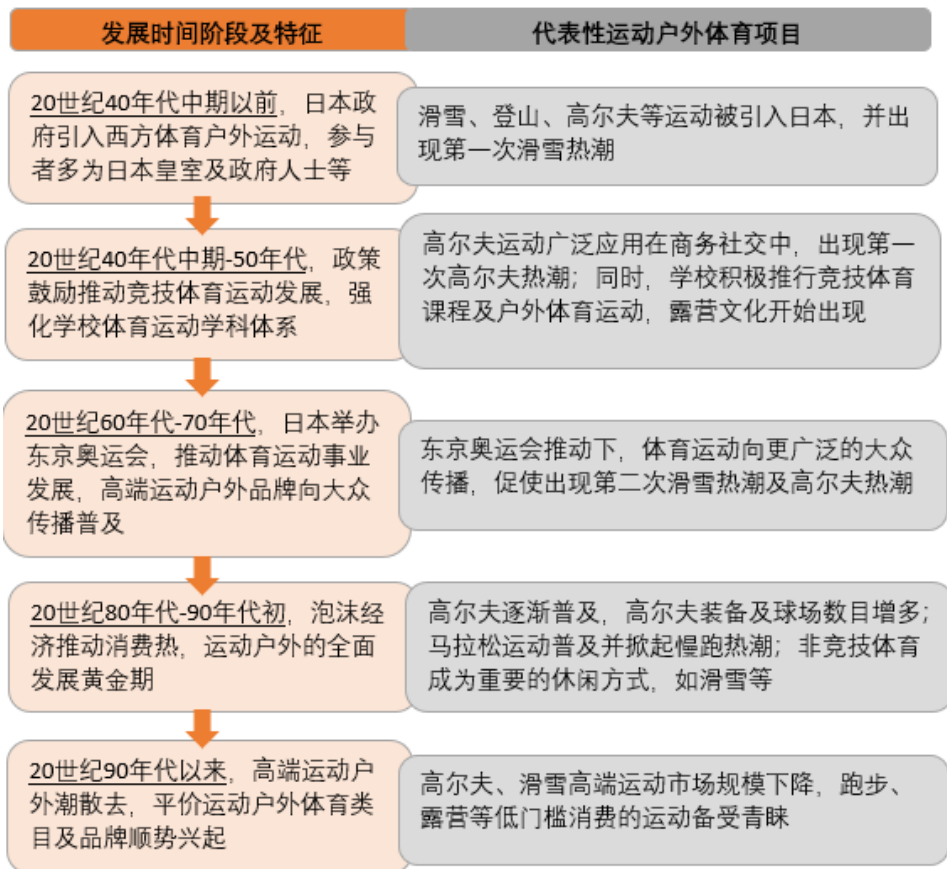 发展时间阶段及特征
代表性运动户外体育项目
20世纪40年代中期以前，日本政
府引入西方体育户外运动，参与
者多为日本皇室及政府人士等
滑雪、登山、高尔夫等运动被引入日本，并出
现第一次滑雪热潮
20世纪40年代中期-50年代，政策
鼓励推动竞技体育运动发展，强
化学校体育运动学科体系
高尔夫运动广泛应用在商务社交中，出现第一
次高尔夫热潮；同时，学校积极推行竞技体育
课程及户外体育运动，露营文化开始出现
20世纪60年代-70年代，日本举办
东京奥运会，推动体育运动事业
发展，高端运动户外品牌向大众
传播普及
东京奥运会推动下，体育运动向更广泛的大众
传播，促使出现第二次滑雪热潮及高尔夫热潮
20世纪80年代-90年代初，泡沫经
济推动消费热，运动户外的全面
发展黄金期
高尔夫逐渐普及，高尔夫装备及球场数目增多；
马拉松运动普及并掀起慢跑热潮；非竞技体育
成为重要的休闲方式，如滑雪等
20世纪90年代以来，高端运动户
外潮散去，平价运动户外体育类
目及品牌顺势兴起
高尔夫、滑雪高端运动市场规模下降，跑步、
露营等低门槛消费的运动备受青睐